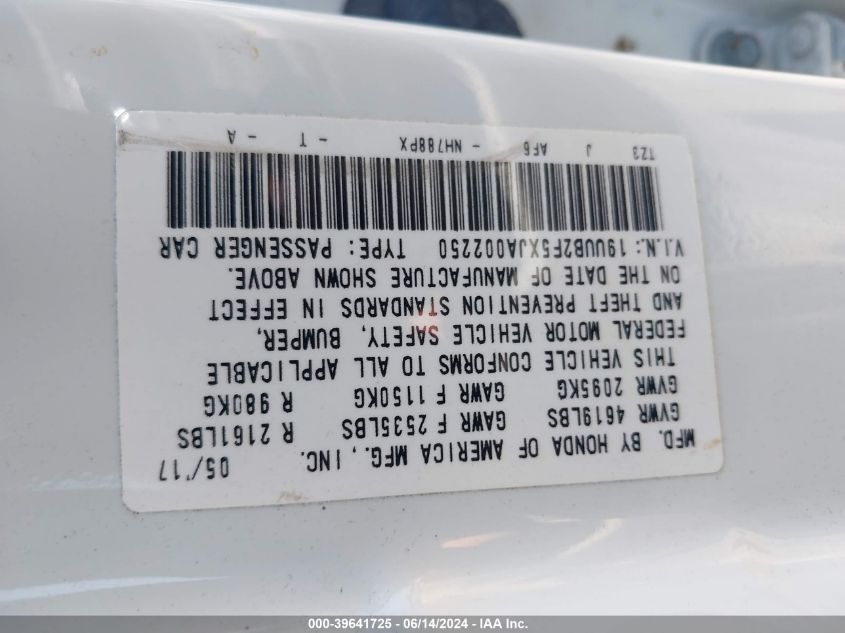 MFD. BY HONDA OF AMERICA MFG., INC. 05/'17
GVWR 4619LBS GAWR F 2535LBS R 2161LBS
GVWR 2095KG GAWR F 1150KG R 980KG
THIS VEHICLE CONFORMS TO ALL APPLICABLE
FEDERAL MOTOR VEHICLE SAFETY, BUMPER,
AND THEFT PREVENTION STANDARDS IN EFFECT
ON THE DATE OF MANUFACTURE SHOWN ABOVE.
V.I.N.: 19UUB2F5XJA002250 TYPE: PASSENGER CAR
TZ3 J AF6 - NH788PX - T - A
000-39641725 - 06/14/2024 - IAA Inc.